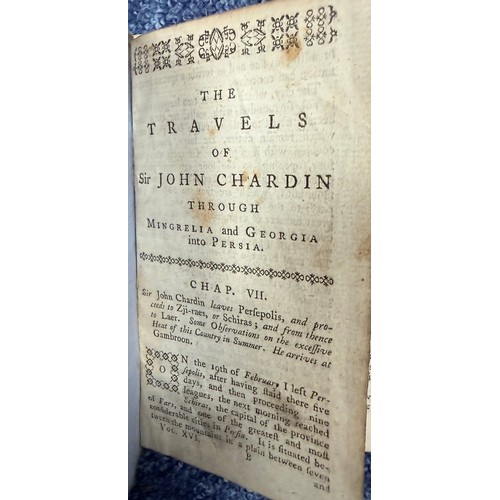 THE
TRAVELS
OF
Sir JOHN CHARDIN
THROUGH
MINGRELIA and GEORGIA
into PERSIA.
CHAP. VII.
Sir John Chardin leaves Persepolis, and pro-
ceeds to Zji-raes, or Schiras; and from thence
to Laer. Some Observations on the excessive
Heat of this Country in Summer. He arrives at
Gambroon.
ON the 19th of February, I left Per-
sepolis, after having staid there five
days, and then proceeding nine
leagues, the next morning reached
Schiras, the capital of the province
of Fars, and one of the greatest and most
considerable cities in Persia. It is situated be-
tween the mountains in a plain between seven
VOL. XVI. B and